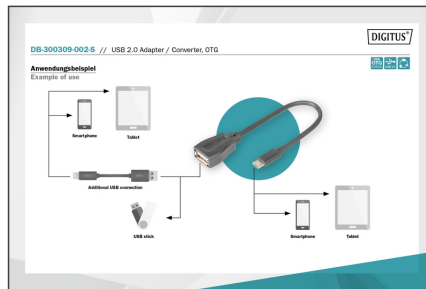 DIGITUS®
DB-300309-002-S // USB 2.0 Adapter / Converter, OTG
Anwendungsbeispiel
Example of use
Smartphone
Tablet
Additional USB connection
USB stick
Smartphone
Tablet